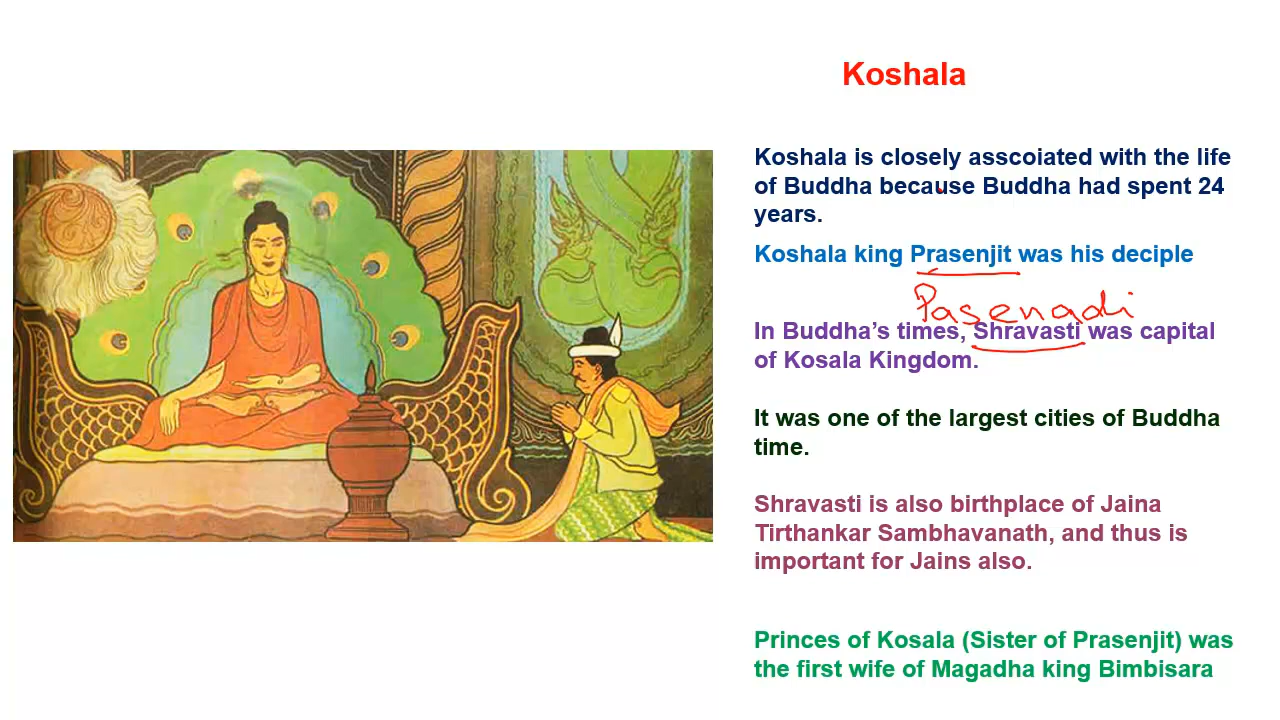 Koshala
Koshala is closely asscoiated with the life
of Buddha because Buddha had spent 24
years.
Koshala king Prasenjit was his deciple
Pasenadi
In Buddha’s times, Shravasti was capital
of Kosala Kingdom.
It was one of the largest cities of Buddha
time.
Shravasti is also birthplace of Jaina
Tirthankar Sambhavanath, and thus is
important for Jains also.
Princes of Kosala (Sister of Prasenjit) was
the first wife of Magadha king Bimbisara